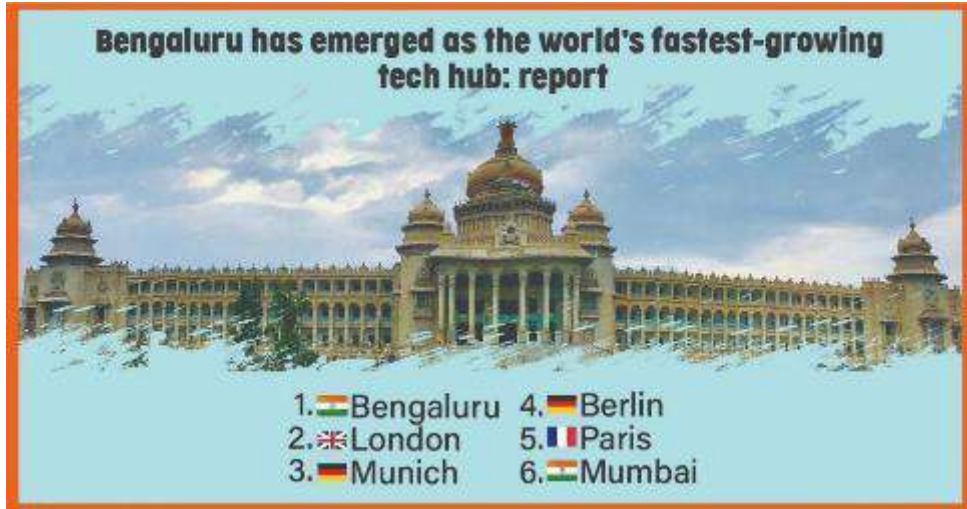 Bengaluru has emerged as the world's fastest-growing
tech hub: report
1. Bengaluru
2. London
3. Munich
4. Berlin
5. Paris
6. Mumbai